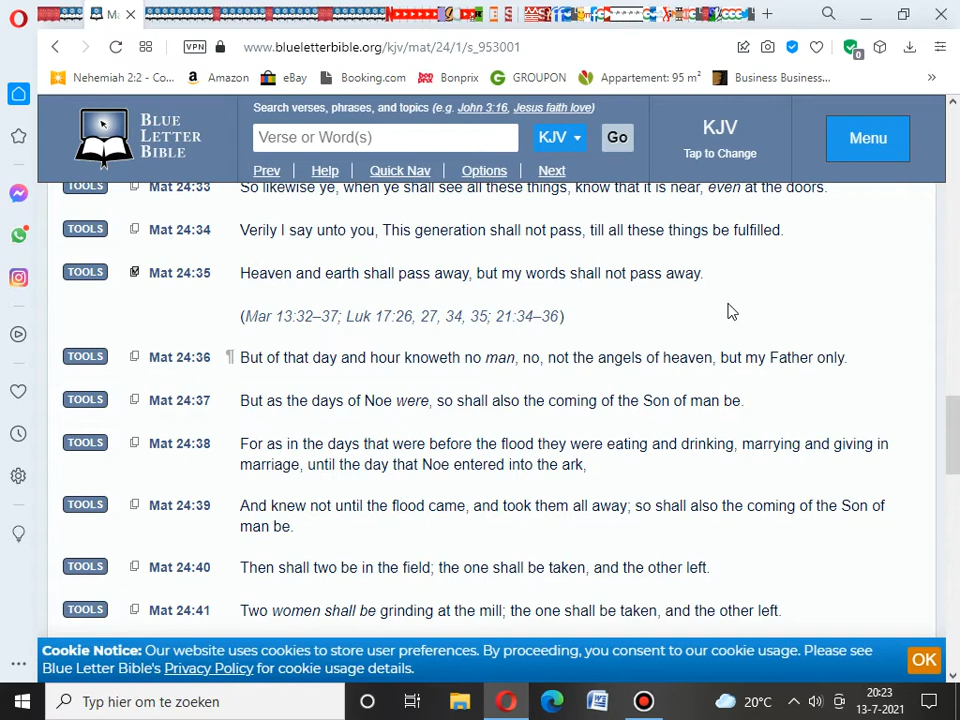 www.blueletterbible.org/kjv/mat/24/1/s_953001
VPN
0
Nehemiah 2:2 - Co...
Amazon
eBay
Booking.com
Bonprix
GROUPON
Appartement: 95 m²
Business Business...
BLUE
LETTER
BIBLE
Search verses, phrases, and topics (e.g. John 3:16, Jesus faith love)
Verse or Word(s)
KJV
Go
Prev
Help
Quick Nav
Options
Next
KJV
Tap to Change
Menu
TOOLS Mat 24:33 So likewise ye, when ye shall see all these things, know that it is near, even at the doors.
TOOLS Mat 24:34 Verily I say unto you, This generation shall not pass, till all these things be fulfilled.
TOOLS Mat 24:35 Heaven and earth shall pass away, but my words shall not pass away.
(Mar 13:32–37; Luk 17:26, 27, 34, 35; 21:34–36)
TOOLS Mat 24:36 ¶ But of that day and hour knoweth no man, no, not the angels of heaven, but my Father only.
TOOLS Mat 24:37 But as the days of Noe were, so shall also the coming of the Son of man be.
TOOLS Mat 24:38 For as in the days that were before the flood they were eating and drinking, marrying and giving in
marriage, until the day that Noe entered into the ark,
TOOLS Mat 24:39 And knew not until the flood came, and took them all away; so shall also the coming of the Son of
man be.
TOOLS Mat 24:40 Then shall two be in the field; the one shall be taken, and the other left.
TOOLS Mat 24:41 Two women shall be grinding at the mill; the one shall be taken, and the other left.
Cookie Notice: Our website uses cookies to store user preferences. By proceeding, you consent to our cookie usage. Please see
Blue Letter Bible's Privacy Policy for cookie usage details.
OK
Typ hier om te zoeken
20°C
20:23
13-7-2021